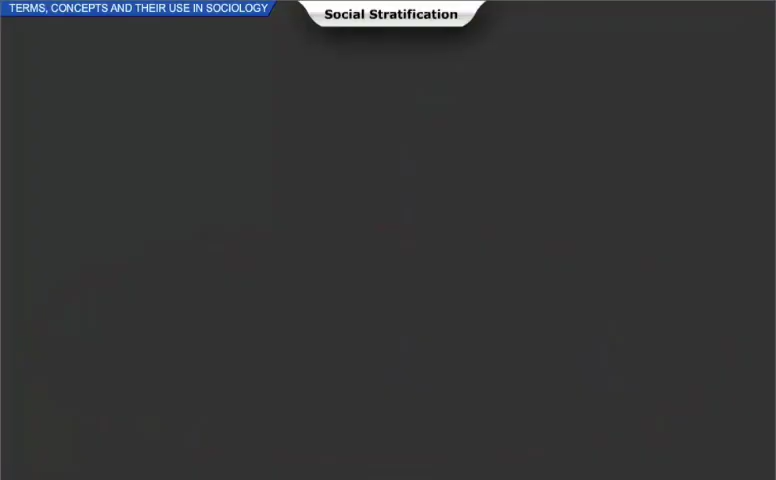 TERMS, CONCEPTS AND THEIR USE IN SOCIOLOGY
Social Stratification